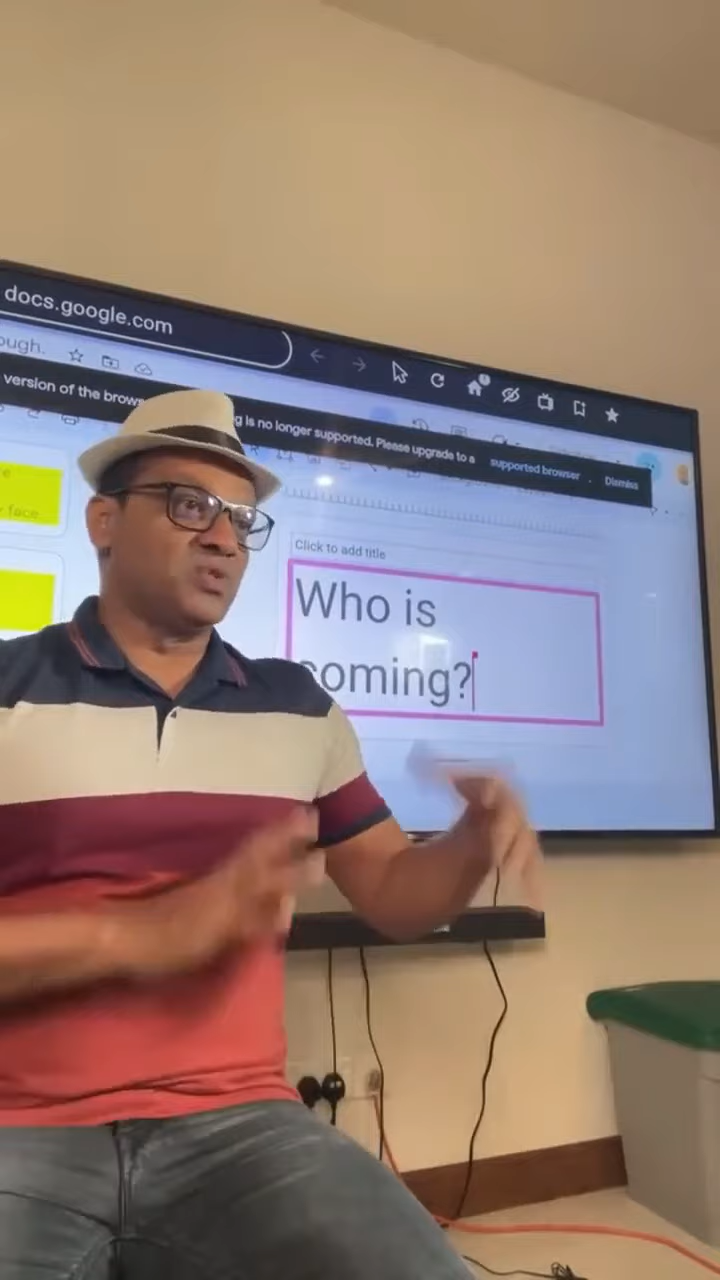 docs.google.com
ough.
version of the brow
g is no longer supported. Please upgrade to a supported browser . Dismiss
face..
Click to add title
Who is
coming?